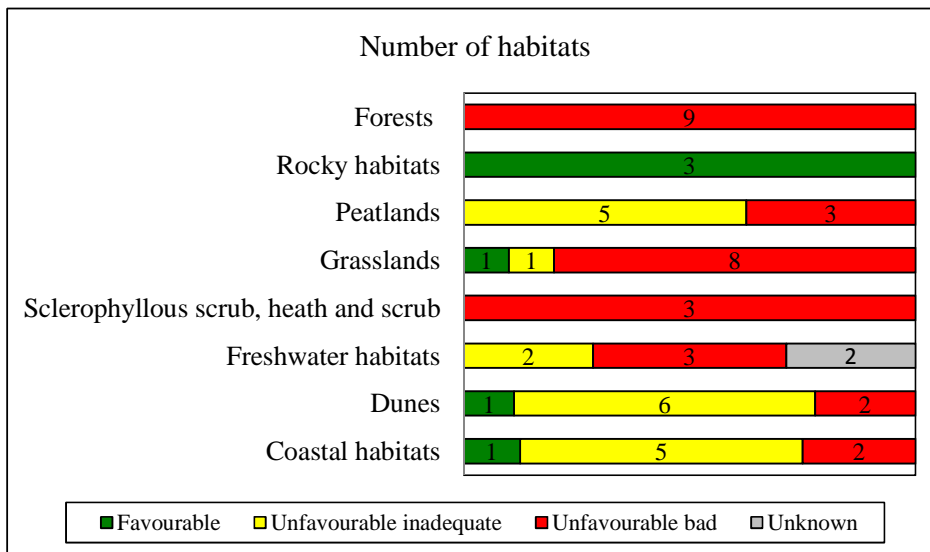 Number of habitats
Forests 9
Rocky habitats 3
Peatlands 5 3
Grasslands 1 1 8
Sclerophyllous scrub, heath and scrub 3
Freshwater habitats 2 3 2
Dunes 1 6 2
Coastal habitats 1 5 2
Favourable Unfavourable inadequate Unfavourable bad Unknown